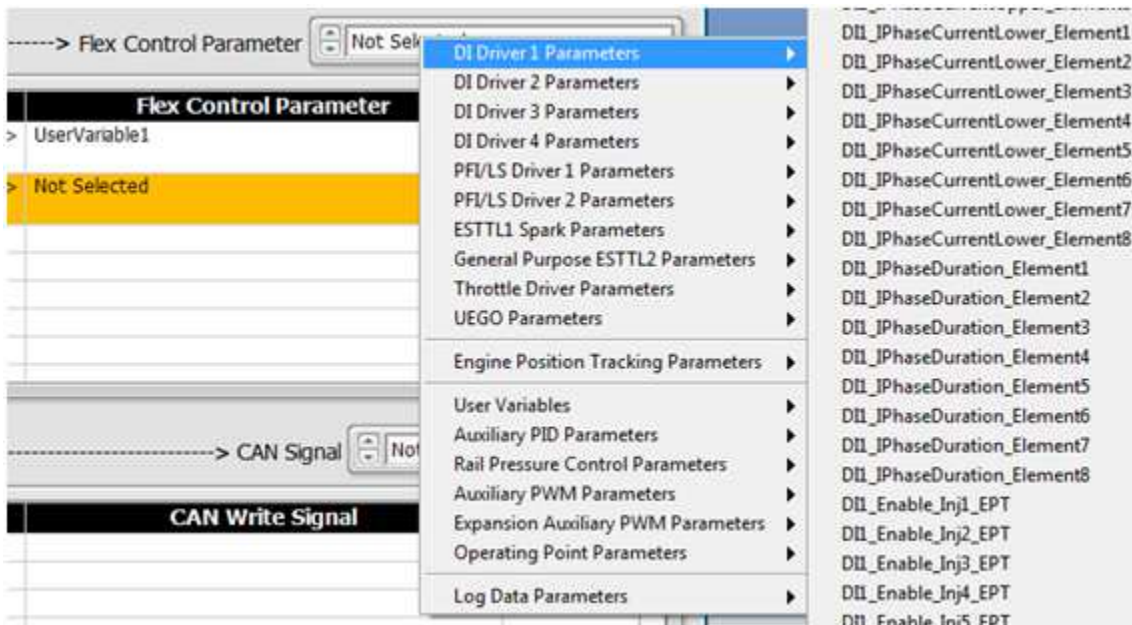 ------> Flex Control Parameter
Not Sel
Flex Control Parameter
> UserVariable1
> Not Selected
-----------------------> CAN Signal
Not
CAN Write Signal
DI Driver 1 Parameters
DI Driver 2 Parameters
DI Driver 3 Parameters
DI Driver 4 Parameters
PFI/LS Driver 1 Parameters
PFI/LS Driver 2 Parameters
ESTTL1 Spark Parameters
General Purpose ESTTL2 Parameters
Throttle Driver Parameters
UEGO Parameters
Engine Position Tracking Parameters
User Variables
Auxiliary PID Parameters
Rail Pressure Control Parameters
Auxiliary PWM Parameters
Expansion Auxiliary PWM Parameters
Operating Point Parameters
Log Data Parameters
DI1_IPhaseCurrentLower_Element1
DI1_IPhaseCurrentLower_Element2
DI1_IPhaseCurrentLower_Element3
DI1_IPhaseCurrentLower_Element4
DI1_IPhaseCurrentLower_Element5
DI1_IPhaseCurrentLower_Element6
DI1_IPhaseCurrentLower_Element7
DI1_IPhaseCurrentLower_Element8
DI1_IPhaseDuration_Element1
DI1_IPhaseDuration_Element2
DI1_IPhaseDuration_Element3
DI1_IPhaseDuration_Element4
DI1_IPhaseDuration_Element5
DI1_IPhaseDuration_Element6
DI1_IPhaseDuration_Element7
DI1_IPhaseDuration_Element8
DI1_Enable_Inj1_EPT
DI1_Enable_Inj2_EPT
DI1_Enable_Inj3_EPT
DI1_Enable_Inj4_EPT
DI1_Enable_Inj5_EPT